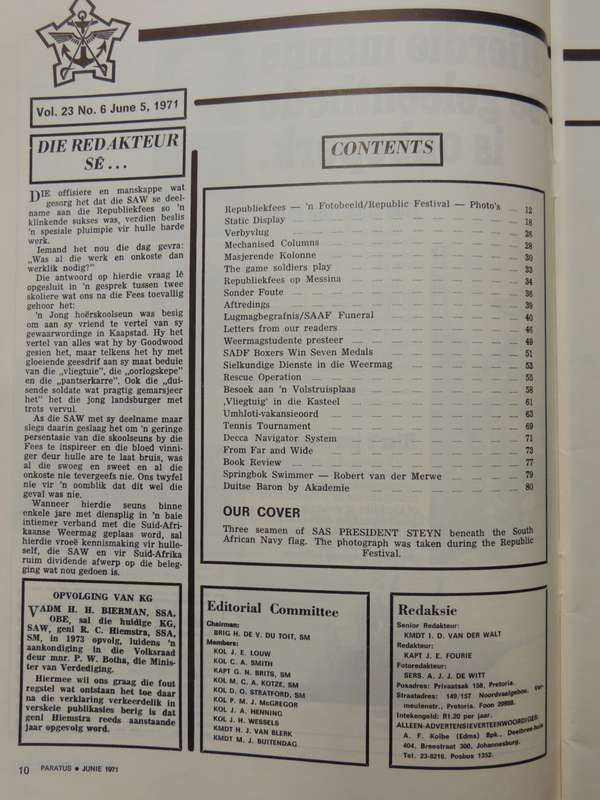 Vol. 23 No. 6 June 5, 1971
DIE REDAKTEUR
SÊ ...
DIE offisiere en manskappe wat
gesorg het dat die SAW se deel-
name aan die Republiekfees so 'n
klinkende sukses was, verdien beslis
'n spesiale pluimpie vir hulle harde
werk.
Iemand het nou die dag gevra:
„Was al die werk en onkoste dan
werklik nodig?"
Die antwoord op hierdie vraag lê
opgesluit in 'n gesprek tussen twee
skoliere wat ons na die Fees toevallig
gehoor het:
'n Jong hoërskoolseun was besig
om aan sy vriend te vertel van sy
gewaarwordinge in Kaapstad. Hy het
vertel van alles wat hy by Goodwood
gesien het, maar telkens het hy met
gloeiende geesdrif aan sy maat beduie
van die „vliegtuie", die „oorlogskepe"
en die „pantserkarre". Ook die „dui-
sende soldate wat pragtig gemarsjeer
het" het die jong landsburger met
trots vervul.
As die SAW met sy deelname maar
slegs daarin geslaag het om 'n geringe
persentasie van die skoolseuns by die
Fees te inspireer en die bloed vinni-
ger deur hulle are te laat bruis, was
al die swoeg en sweet en al die
onkoste nie tevergeefs nie. Ons twyfel
nie vir 'n oomblik dat dit wel die
geval was nie.
Wanneer hierdie seuns binne
enkele jare met dienspligtig in 'n baie
intiemer verband met die Suid-Afri-
kaanse Weermag geplaas word, sal
hierdie vroeë kennismaking vir hulle-
self, die SAW en vir Suid-Afrika
ruim dividende afwerp op die beleg-
ging wat nou gedoen is.
OPVOLGING VAN KG
VADM H. H. BIERMAN, SSA,
OBE, sal die huidige KG,
SAW, genl R. C. Hiemstra, SSA,
SM, in 1973 opvolg, luidens 'n
aankondiging in die Volksraad
deur mnr. P. W. Botha, die Minis-
ter van Verdediging.
Hiermee wil ons graag die fout
regstel wat ontstaan het toe daar
na die verklaring verkeerdelik in
verskeie publikasies berig is dat
genl Hiemstra reeds aanstaande
jaar opgevolg word.
CONTENTS
Republiekfees — 'n Fotobeeld/Republic Festival — Photo's 12
Static Display 18
Verbyvlug 26
Mechanised Columns 28
Masjerende Kolonne 30
The game soldiers play 33
Republiekfees op Messina 34
Sonder Foute 36
Aftredings 39
Lugmagbegrafnis/SAAF Funeral 40
Letters from our readers 46
Weermagstudente presteer 49
SADF Boxers Win Seven Medals 51
Sielkundige Dienste in die Weermag 53
Rescue Operation 55
Besoek aan 'n Volstruisplaas 58
‚Vliegtuig' in die Kasteel 61
Umhloti-vakansieoord 63
Tennis Tournament 69
Decca Navigator System 71
From Far and Wide 73
Book Review 77
Springbok Swimmer — Robert van der Merwe 79
Duitse Baron by Akademie 80
OUR COVER
Three seamen of SAS PRESIDENT STEYN beneath the South
African Navy flag. The photograph was taken during the Republic
Festival.
Editorial Committee
Chairman:
BRIG H. DE V. DU TOIT, SM
Members:
KOL J. E. LOUW
KOL C. A. SMITH
KAPT G. N. BRITS, SM
KOL M. C. A. KOTZE, SM
KOL D. O. STRATFORD, SM
KOL P. M. J. McGREGOR
KOL J. A. HENNING
KOL J. H. WESSELS
KMDT H. J. VAN BLERK
KMDT M. J. BUITENDAG
Redaksie
Senior Redakteur:
KMDT I. D. VAN DER WALT
Redakteur:
KAPT J. E. FOURIE
Fotoredakteur:
SERS. A. J. J. DE WITT
Posadres: Privaatsak 158, Pretoria.
Straatadres: 149/157 Noordvaalgebou, Ver-
meulenstr., Pretoria. Foon
Intekengeld: R1.20 per jaar.
ALLEEN-ADVERTENSIEVERTEENWOORDIGER:
A. F. Kolbe (Edms) Bpk.,
404, Breestraat 300, Johannesburg.
Tel. 23-8216. Posbus 1352.
10 PARATUS ● JUNIE 1971